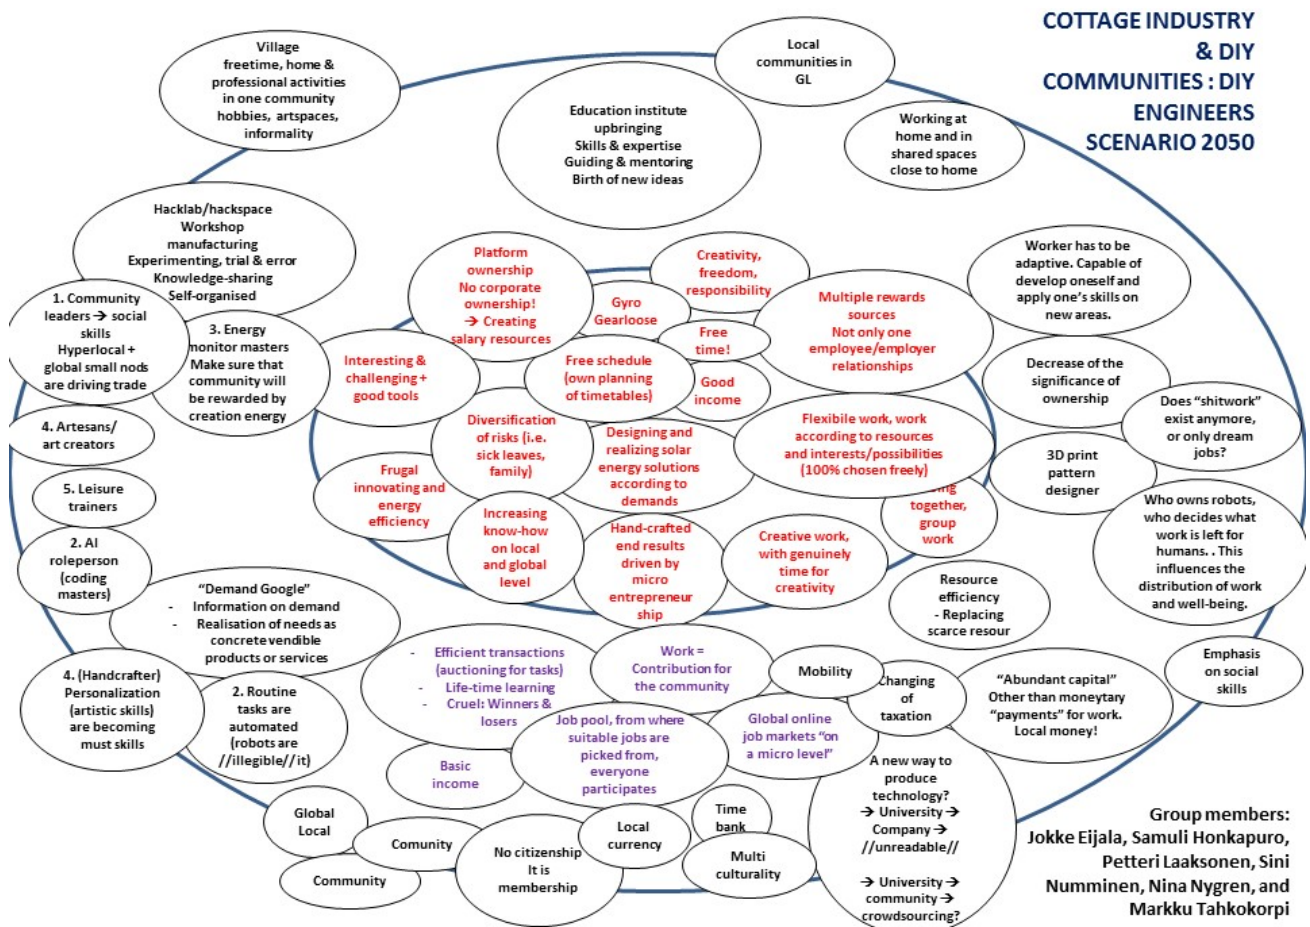 COTTAGE INDUSTRY
& DIY
COMMUNITIES : DIY
ENGINEERS
SCENARIO 2050
Village
freetime, home &
professional activities
in one community
hobbies, artspaces,
informality
Local
communities in
GL
Education institute
upbringing
Skills & expertise
Guiding & mentoring
Birth of new ideas
Working at
home and in
shared spaces
close to home
Hacklab/hackspace
Workshop
manufacturing
Experimenting, trial & error
Knowledge-sharing
Self-organised
Platform
ownership
No corporate
ownership!
→ Creating
salary resources
Creativity,
freedom,
responsibility
Gyro
Gearloose
Free
time!
Multiple rewards
sources
Not only one
employee/employer
relationships
Worker has to be
adaptive. Capable of
develop oneself and
apply one's skills on
new areas.
1. Community
leaders → social
skills
Hyperlocal +
global small nods
are driving trade
3. Energy
monitor masters
Make sure that
community will
be rewarded by
creation energy
Interesting &
challenging +
good tools
Free schedule
(own planning
of timetables)
Good
income
Decrease of the
significance of
ownership
Does "shitwork"
exist anymore,
or only dream
jobs?
4. Artesans/
art creators
Diversification
of risks (i.e.
sick leaves,
family)
Designing and
realizing solar
energy solutions
according to
demands
Flexibile work, work
according to resources
and interests/possibilities
(100% chosen freely)
3D print
pattern
designer
5. Leisure
trainers
Frugal
innovating and
energy
efficiency
together,
group
work
Who owns robots,
who decides what
work is left for
humans. . This
influences the
distribution of work
and well-being.
2. AI
roleperson
(coding
masters)
Increasing
know-how
on local
and global
level
Hand-crafted
end results
driven by
micro
entrepreneur
ship
Creative work,
with genuinely
time for
creativity
Resource
efficiency
- Replacing
scarce resour
"Demand Google"
- Information on demand
- Realisation of needs as
concrete vendible
products or services
- Efficient transactions
(auctioning for tasks)
- Life-time learning
- Cruel: Winners &
losers
Work =
Contribution for
the community
Mobility
Changing
of
taxation
"Abundant capital"
Other than moneytary
"payments" for work.
Local money!
Emphasis
on social
skills
4. (Handcrafter)
Personalization
(artistic skills)
are becoming
must skills
2. Routine
tasks are
automated
(robots are
//illegible//it)
Job pool, from where
suitable jobs are
picked from,
everyone
participates
Global online
job markets "on
a micro level"
Basic
income
A new way to
produce
technology?
→ University →
Company →
//unreadable//
→ University →
community →
crowdsourcing?
Global
Local
Comunity
Community
No citizenship
It is
membership
Local
currency
Time
bank
Multi
culturality
Group members:
Jokke Eijala, Samuli Honkapuro,
Petteri Laaksonen, Sini
Numminen, Nina Nygren, and
Markku Tahkokorpi